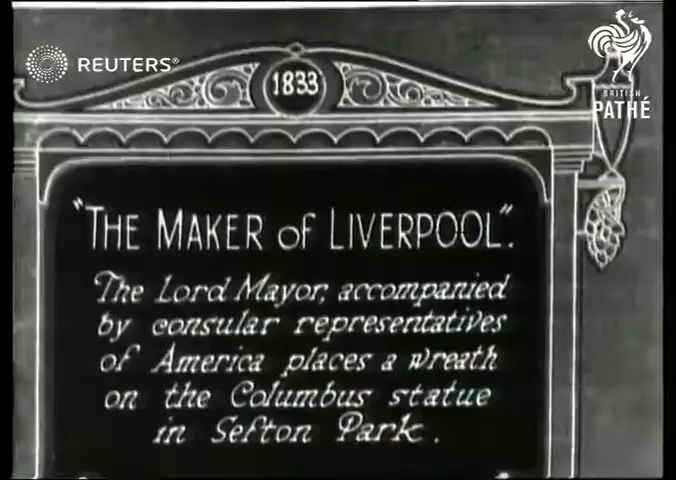 REUTERS®
BRITISH
PATHÉ
1833
"THE MAKER of LIVERPOOL".
The Lord Mayor, accompanied
by consular representatives
of America places a wreath
on the Columbus statue
in Sefton Park.